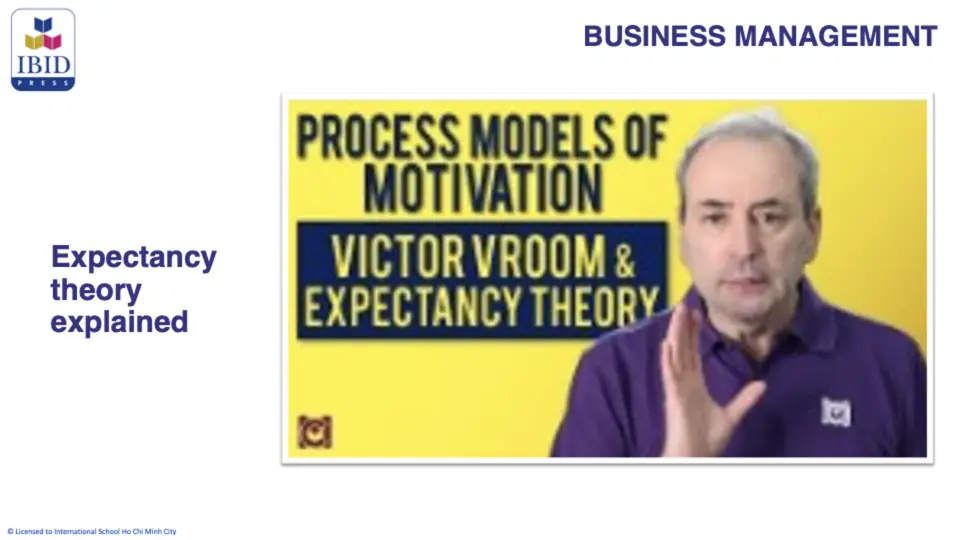 IBID
PRESS
BUSINESS MANAGEMENT
PROCESS MODELS OF
MOTIVATION
VICTOR VROOM &
EXPECTANCY THEORY
Expectancy
theory
explained
© Licensed to International School Ho Chi Minh City